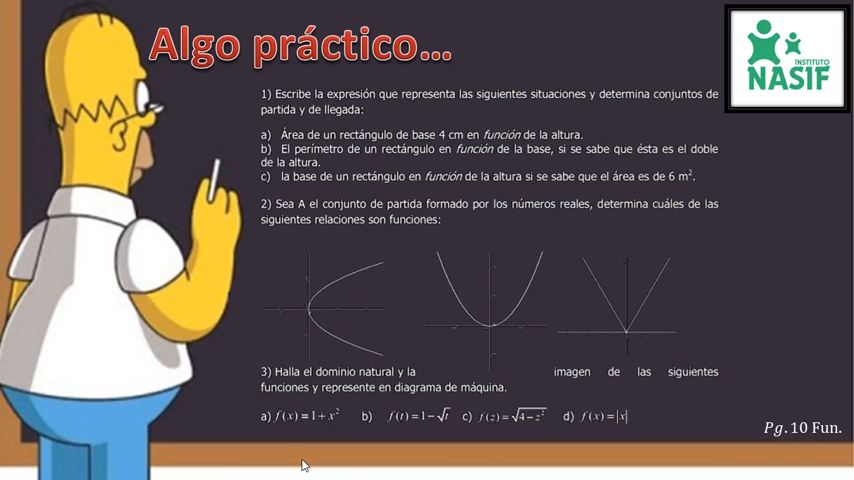 Algo práctico...
INSTITUTO
NASIF
1) Escribe la expresión que representa las siguientes situaciones y determina conjuntos de
partida y de llegada:
a) Área de un rectángulo de base 4 cm en función de la altura.
b) El perímetro de un rectángulo en función de la base, si se sabe que ésta es el doble
de la altura.
c) la base de un rectángulo en función de la altura si se sabe que el área es de 6 m².
2) Sea A el conjunto de partida formado por los números reales, determina cuáles de las
siguientes relaciones son funciones:
3) Halla el dominio natural y la imagen de las siguientes
funciones y represente en diagrama de máquina.
a) f(x)=1+x² b) f(t)=1−√t c) f(z)=√4−z² d) f(x)=|x|
Pg. 10 Fun.